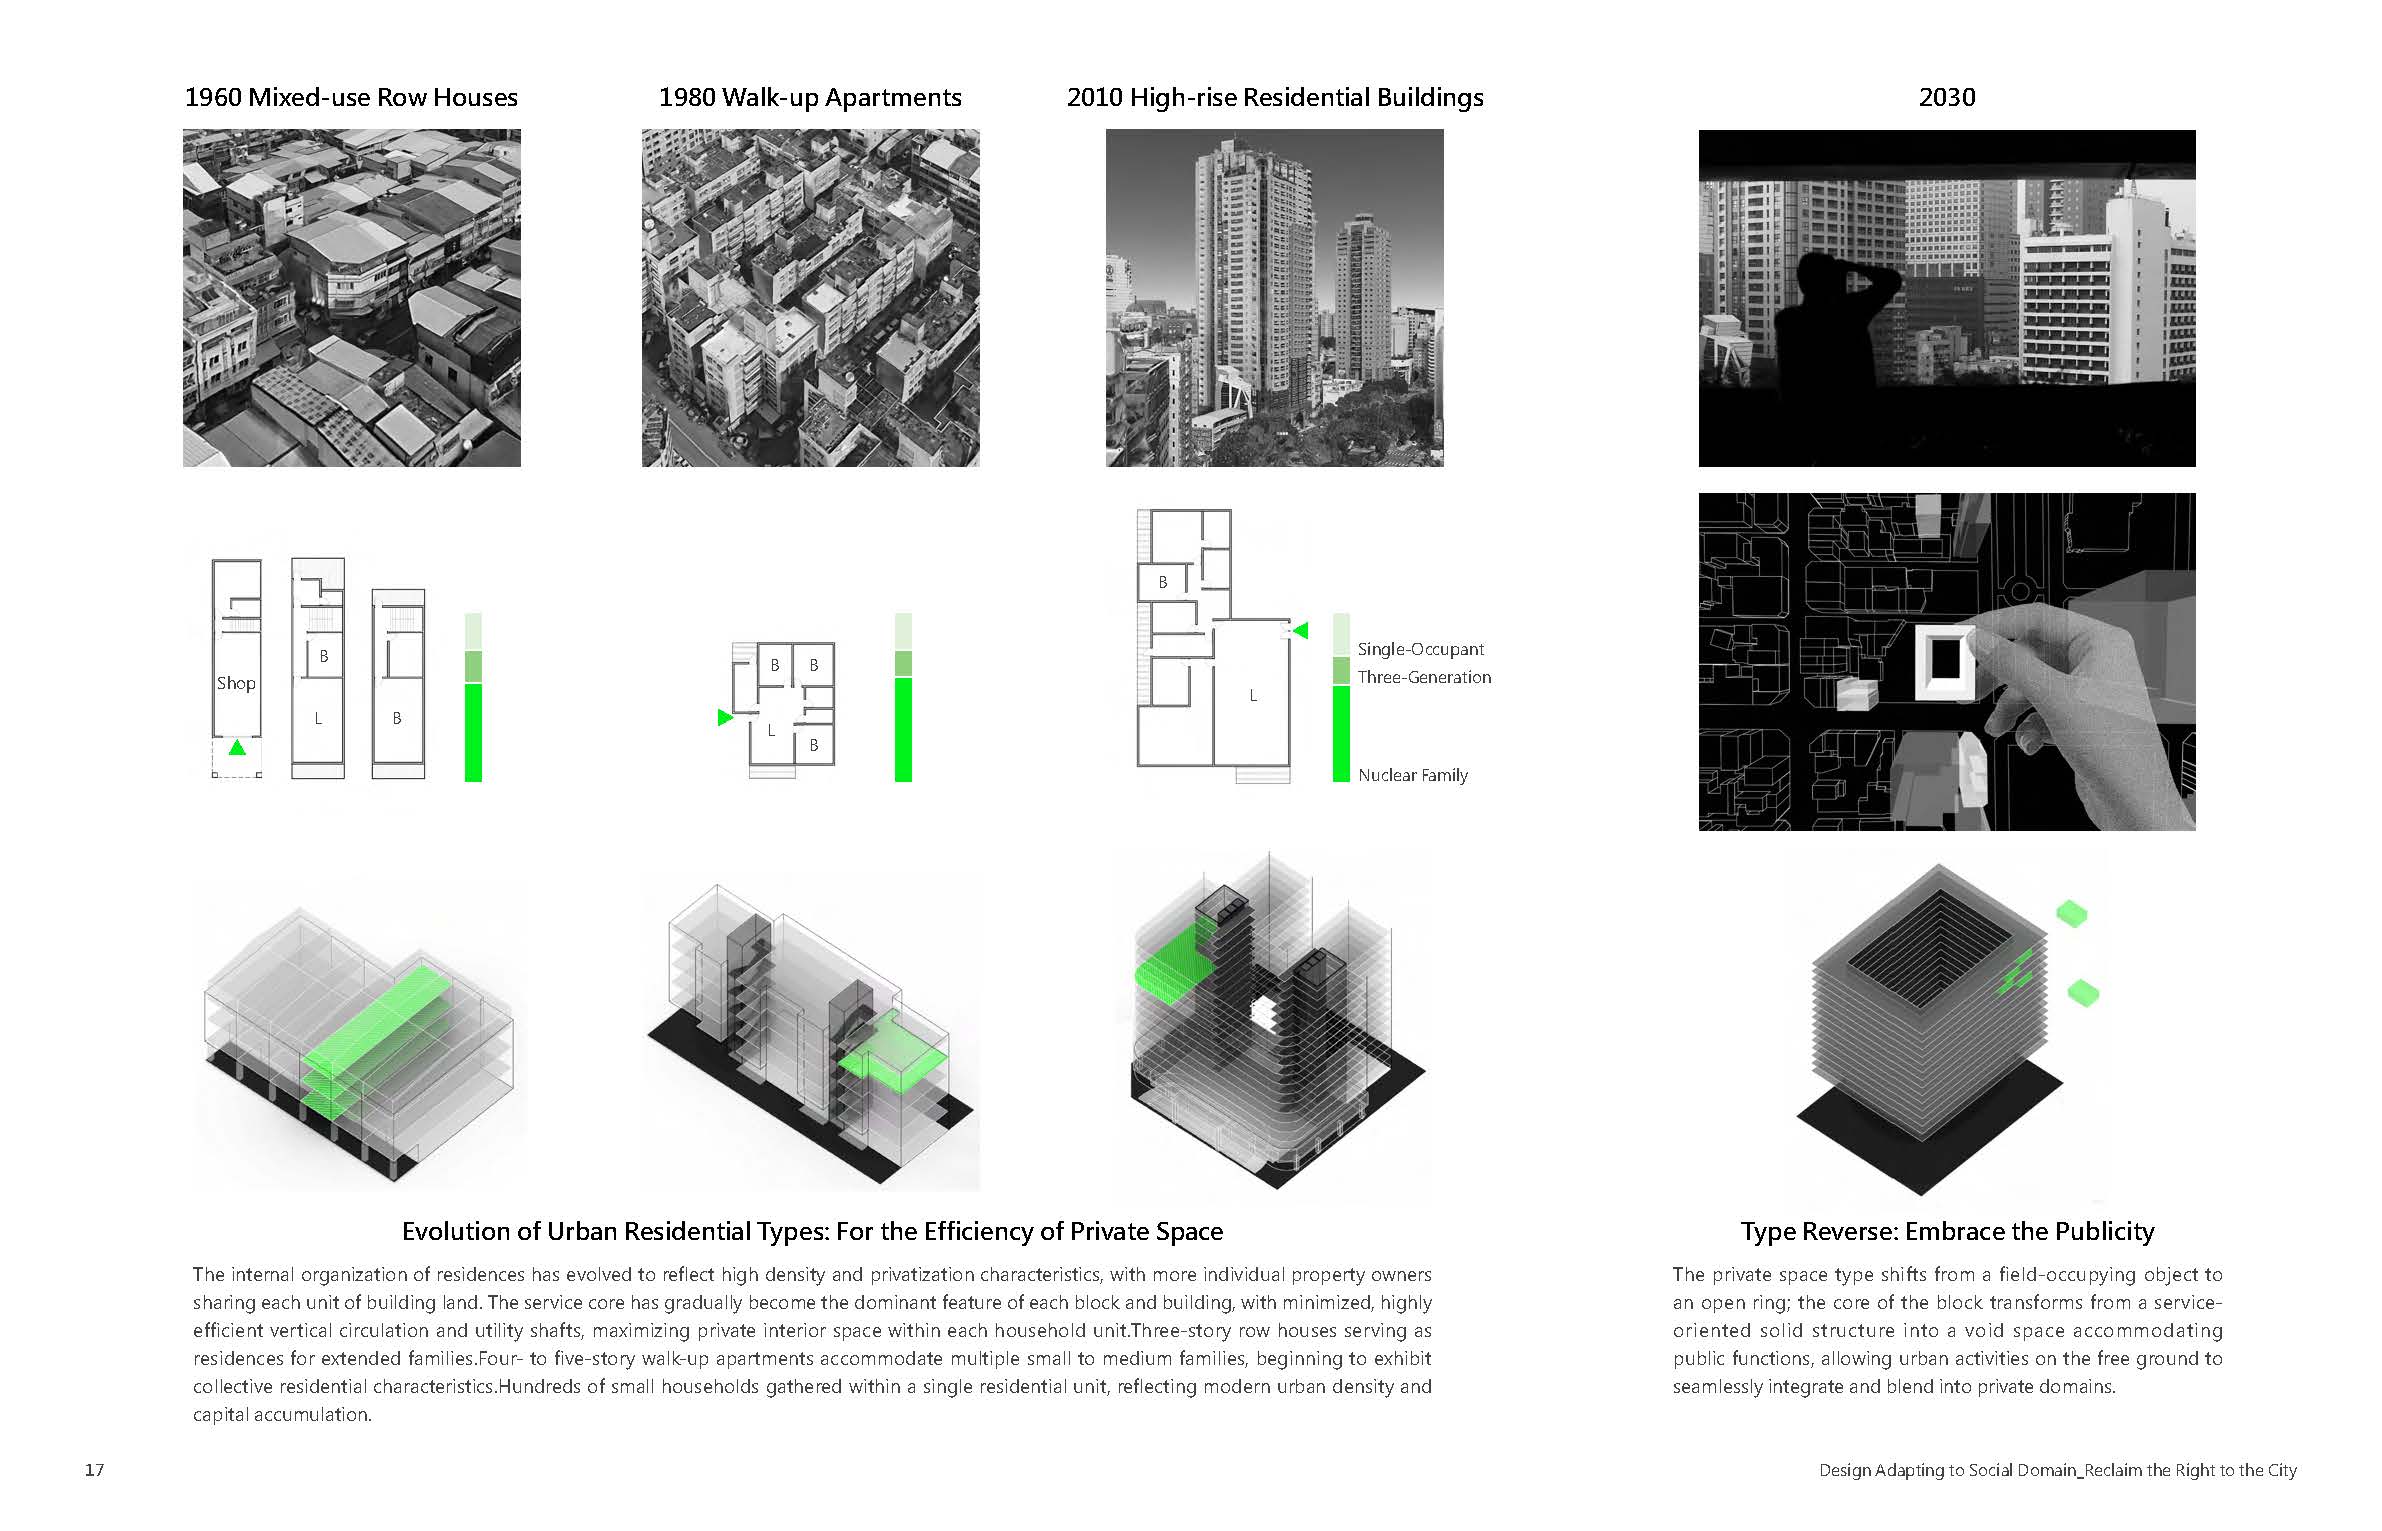 1960 Mixed-use Row Houses
1980 Walk-up Apartments
2010 High-rise Residential Buildings
2030
Shop
B
L
B
B
B
L
B
B
L
Single-Occupant
Three-Generation
Nuclear Family
Evolution of Urban Residential Types: For the Efficiency of Private Space
The internal organization of residences has evolved to reflect high density and privatization characteristics, with more individual property owners
sharing each unit of building land. The service core has gradually become the dominant feature of each block and building, with minimized, highly
efficient vertical circulation and utility shafts, maximizing private interior space within each household unit.Three-story row houses serving as
residences for extended families.Four- to five-story walk-up apartments accommodate multiple small to medium families, beginning to exhibit
collective residential characteristics.Hundreds of small households gathered within a single residential unit, reflecting modern urban density and
capital accumulation.
Type Reverse: Embrace the Publicity
The private space type shifts from a field-occupying object to
an open ring; the core of the block transforms from a service-
oriented solid structure into a void space accommodating
public functions, allowing urban activities on the free ground to
seamlessly integrate and blend into private domains.
17
Design Adapting to Social Domain_Reclaim the Right to the City